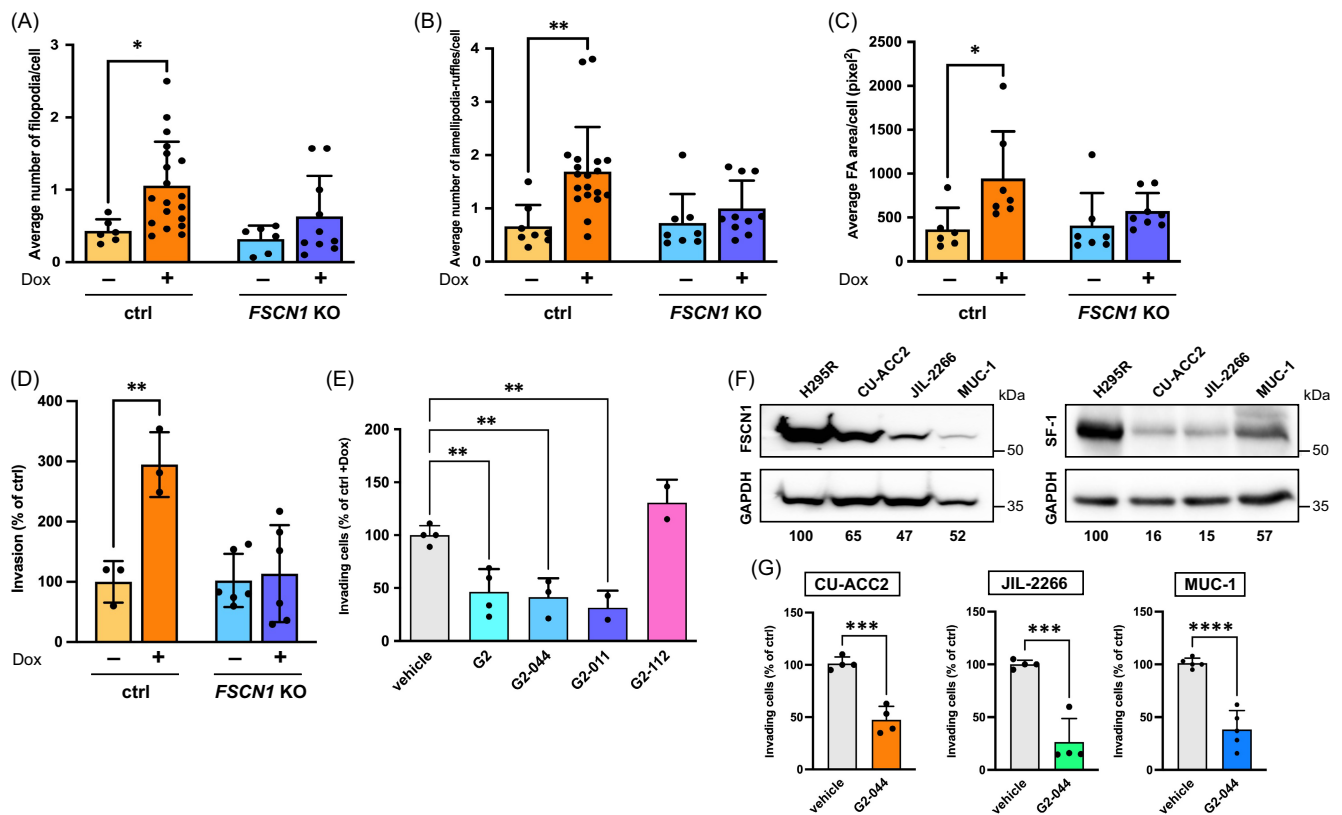 (A)
Average number of filopodia/cell
3
2
1
0
*
Dox
− + − +
ctrl FSCN1 KO
(B)
Average number of lamellipodia-ruffles/cell
4
3
2
1
0
**
Dox
− + − +
ctrl FSCN1 KO
(C)
Average FA area/cell (pixel²)
2500
2000
1500
1000
500
0
*
Dox
− + − +
ctrl FSCN1 KO
(D)
Invasion (% of ctrl)
400
300
200
100
0
**
Dox
− + − +
ctrl FSCN1 KO
(E)
Invading cells (% of ctrl +Dox)
200
150
100
50
0
**
**
**
vehicle G2 G2-044 G2-011 G2-112
(F)
H295R CU-ACC2 JIL-2266 MUC-1
kDa
FSCN1
50
GAPDH
35
100 65 47 52
H295R CU-ACC2 JIL-2266 MUC-1
kDa
SF-1
50
GAPDH
35
100 16 15 57
(G)
CU-ACC2
Invading cells (% of ctrl)
150
100
50
0
***
vehicle G2-044
JIL-2266
Invading cells (% of ctrl)
150
100
50
0
***
vehicle G2-044
MUC-1
Invading cells (% of ctrl)
150
100
50
0
****
vehicle G2-044